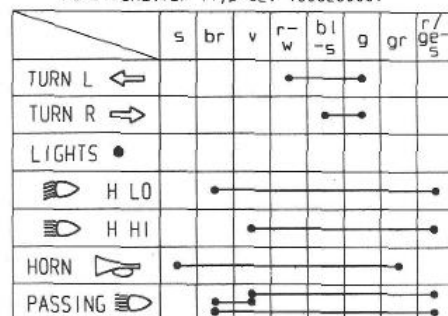 s br v r-w bl-s g gr r/ge-s
TURN L
TURN R
LIGHTS
H LO
H HI
HORN
PASSING